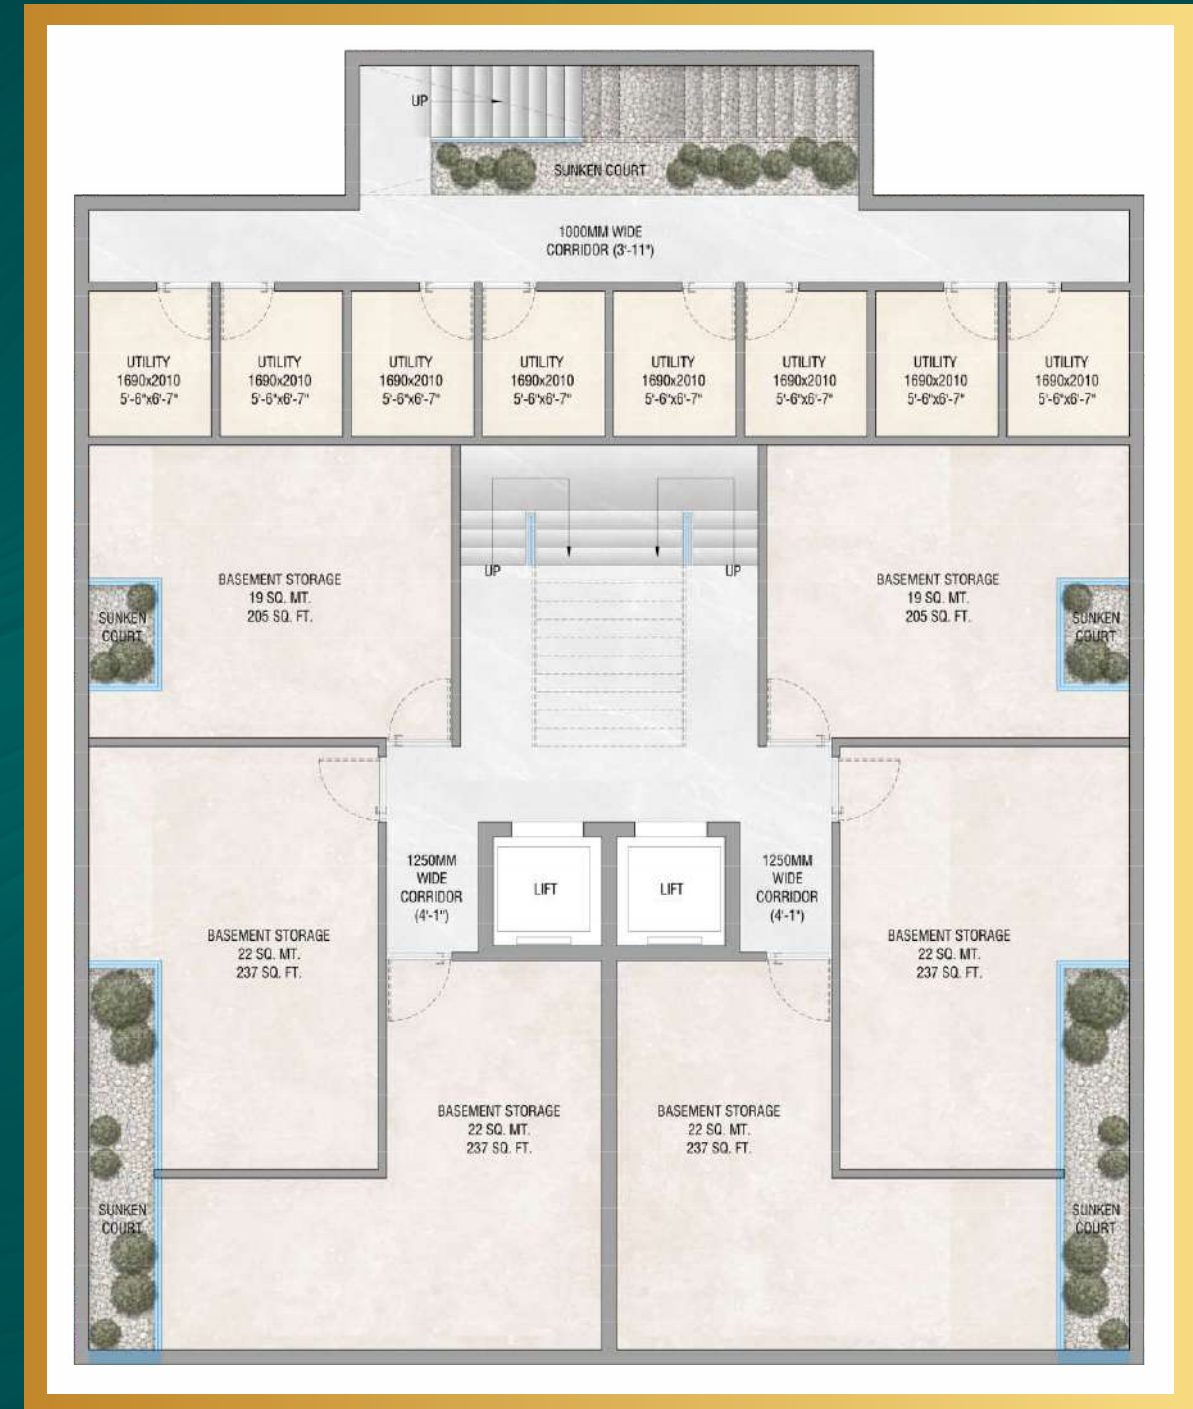 UP
SUNKEN COURT
1000MM WIDE
CORRIDOR (3'-11")
UTILITY
1690x2010
5'-6"x6'-7"
UTILITY
1690x2010
5'-6"x6'-7"
UTILITY
1690x2010
5'-6"x6'-7"
UTILITY
1690x2010
5'-6"x6'-7"
UTILITY
1690x2010
5'-6"x6'-7"
UTILITY
1690x2010
5'-6"x6'-7"
UTILITY
1690x2010
5'-6"x6'-7"
UTILITY
1690x2010
5'-6"x6'-7"
UP
UP
BASEMENT STORAGE
19 SQ. MT.
205 SQ. FT.
BASEMENT STORAGE
19 SQ. MT.
205 SQ. FT.
SUNKEN
COURT
SUNKEN
COURT
1250MM
WIDE
CORRIDOR
(4'-1")
LIFT
LIFT
1250MM
WIDE
CORRIDOR
(4'-1")
BASEMENT STORAGE
22 SQ. MT.
237 SQ. FT.
BASEMENT STORAGE
22 SQ. MT.
237 SQ. FT.
BASEMENT STORAGE
22 SQ. MT.
237 SQ. FT.
BASEMENT STORAGE
22 SQ. MT.
237 SQ. FT.
SUNKEN
COURT
SUNKEN
COURT